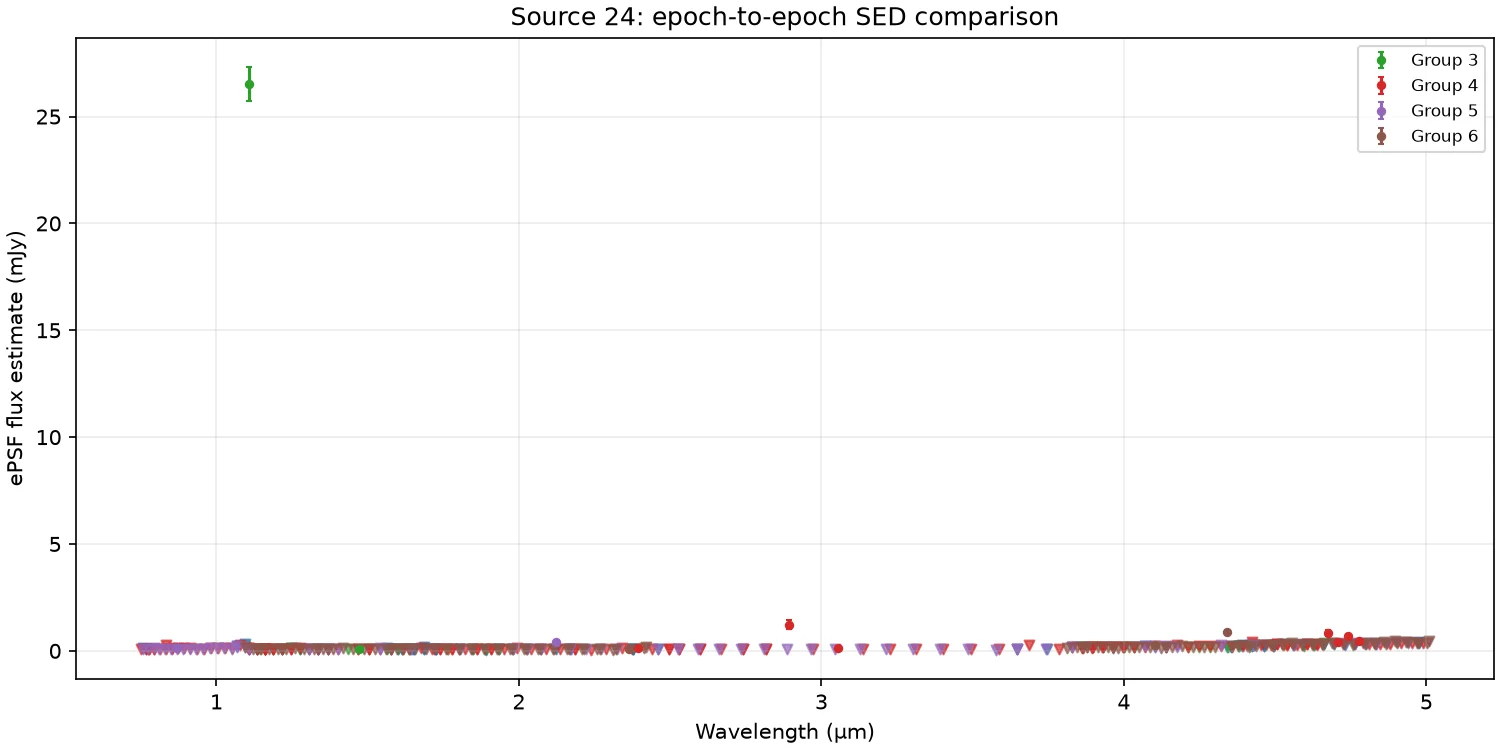 Source 24: epoch-to-epoch SED comparison
Group 3
Group 4
Group 5
Group 6
ePSF flux estimate (mJy)
25
20
15
10
5
0
1 2 3 4 5
Wavelength (μm)